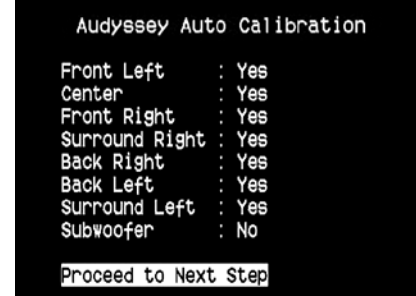 Audyssey Auto Calibration
Front Left : Yes
Center : Yes
Front Right : Yes
Surround Right : Yes
Back Right : Yes
Back Left : Yes
Surround Left : Yes
Subwoofer : No
Proceed to Next Step